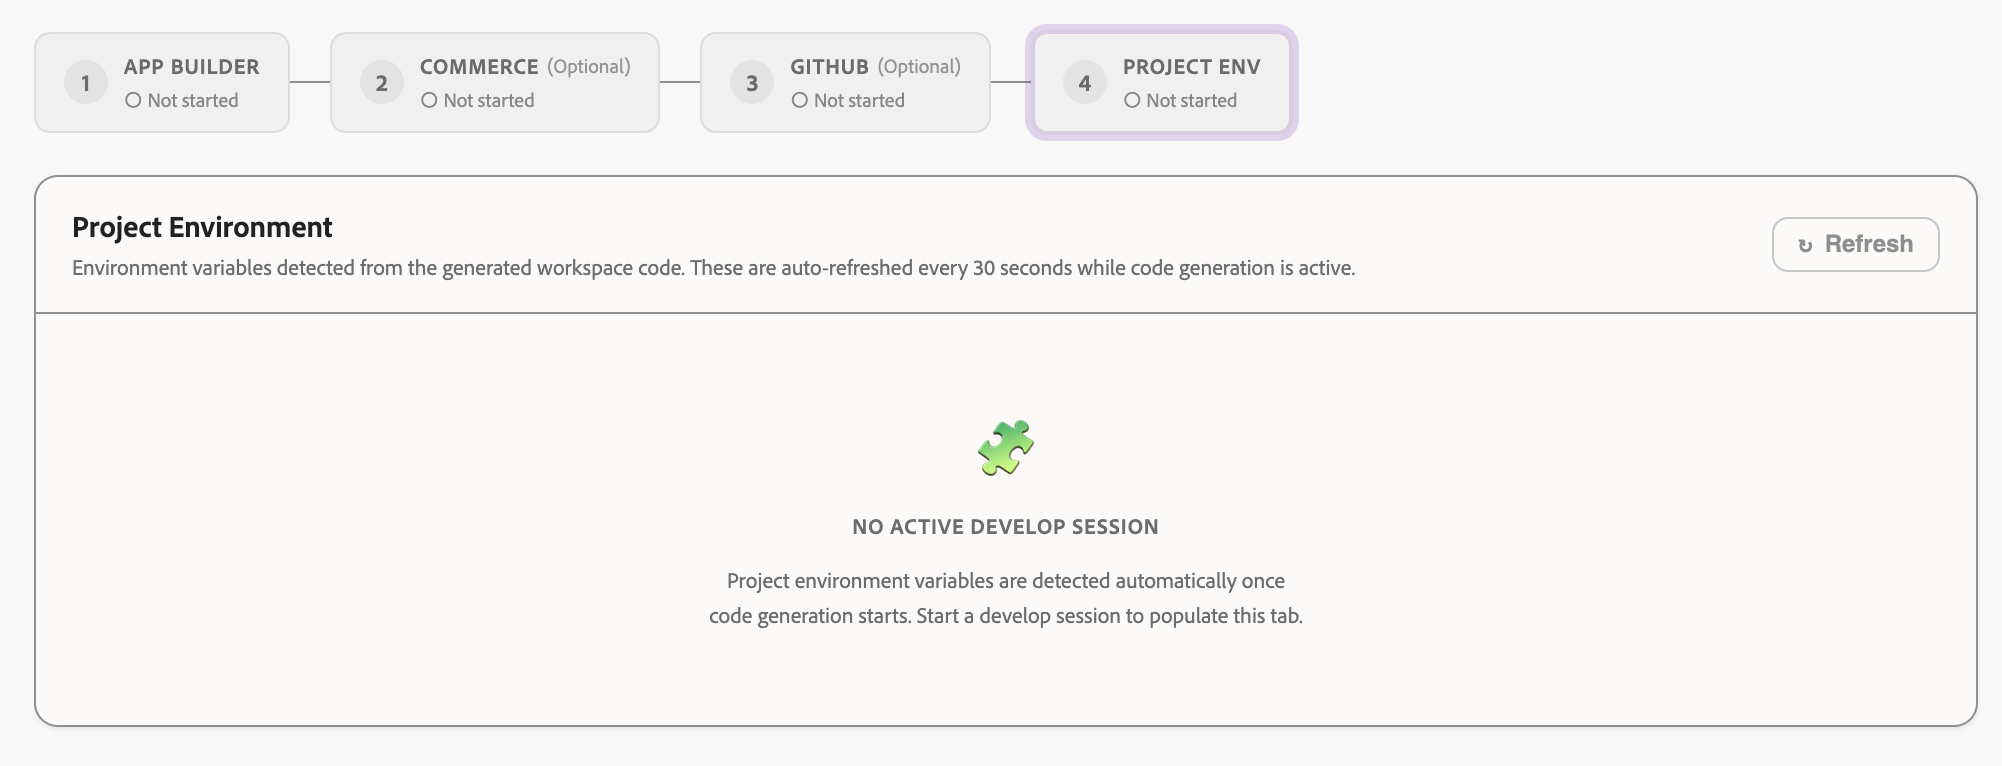 1
APP BUILDER
Not started
2
COMMERCE (Optional)
Not started
3
GITHUB (Optional)
Not started
4
PROJECT ENV
Not started
Project Environment
Environment variables detected from the generated workspace code. These are auto-refreshed every 30 seconds while code generation is active.
↻ Refresh
NO ACTIVE DEVELOP SESSION
Project environment variables are detected automatically once
code generation starts. Start a develop session to populate this tab.